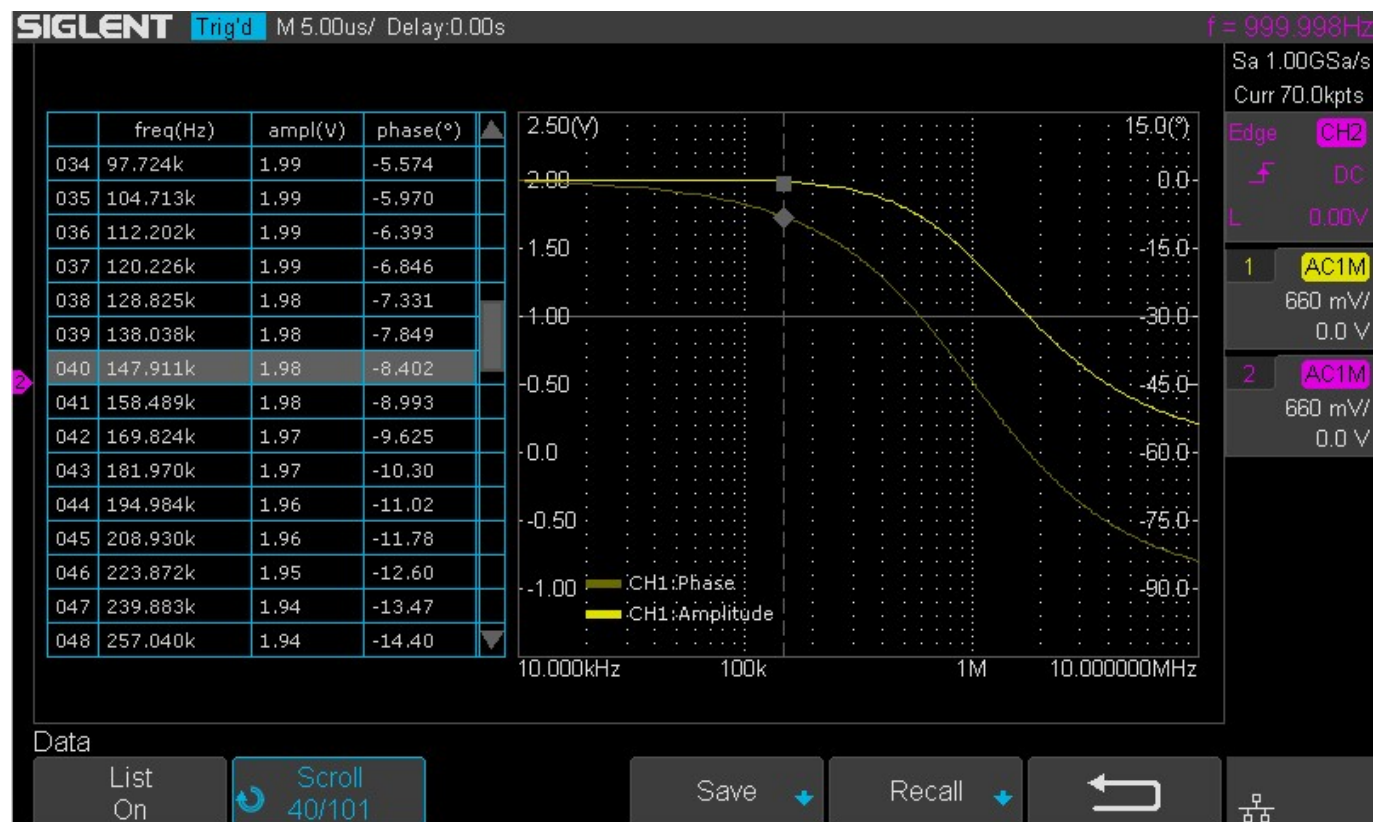 SIGLENT Trig'd M 5.00us/ Delay:0.00s f = 999.998Hz
Sa 1.00GSa/s
Curr 70.0kpts
Edge CH2
DC
L 0.00V
1 AC1M
660 mV/
0.0 V
2 AC1M
660 mV/
0.0 V
2
freq(Hz) ampl(V) phase(°)
034 97.724k 1.99 -5.574
035 104.713k 1.99 -5.970
036 112.202k 1.99 -6.393
037 120.226k 1.99 -6.846
038 128.825k 1.98 -7.331
039 138.038k 1.98 -7.849
040 147.911k 1.98 -8.402
041 158.489k 1.98 -8.993
042 169.824k 1.97 -9.625
043 181.970k 1.97 -10.30
044 194.984k 1.96 -11.02
045 208.930k 1.96 -11.78
046 223.872k 1.95 -12.60
047 239.883k 1.94 -13.47
048 257.040k 1.94 -14.40
2.50(V) 15.0(°)
2.00 0.0
1.50 -15.0
1.00 -30.0
0.50 -45.0
0.0 -60.0
-0.50 -75.0
-1.00 -90.0
CH1:Phase
CH1:Amplitude
10.000kHz 100k 1M 10.000000MHz
Data
List
On
Scroll
40/101
Save
Recall